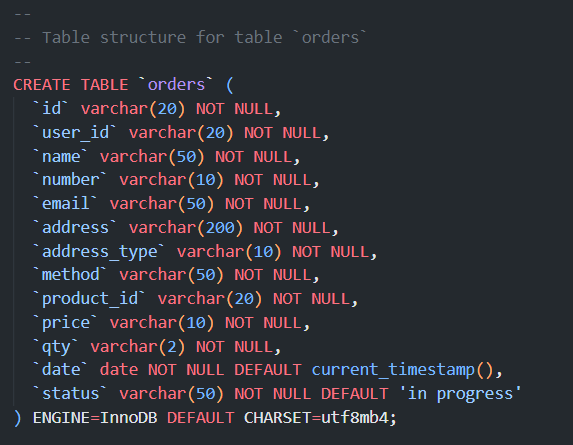 --
-- Table structure for table `orders`
--
CREATE TABLE `orders` (
  `id` varchar(20) NOT NULL,
  `user_id` varchar(20) NOT NULL,
  `name` varchar(50) NOT NULL,
  `number` varchar(10) NOT NULL,
  `email` varchar(50) NOT NULL,
  `address` varchar(200) NOT NULL,
  `address_type` varchar(10) NOT NULL,
  `method` varchar(50) NOT NULL,
  `product_id` varchar(20) NOT NULL,
  `price` varchar(10) NOT NULL,
  `qty` varchar(2) NOT NULL,
  `date` date NOT NULL DEFAULT current_timestamp(),
  `status` varchar(50) NOT NULL DEFAULT 'in progress'
) ENGINE=InnoDB DEFAULT CHARSET=utf8mb4;